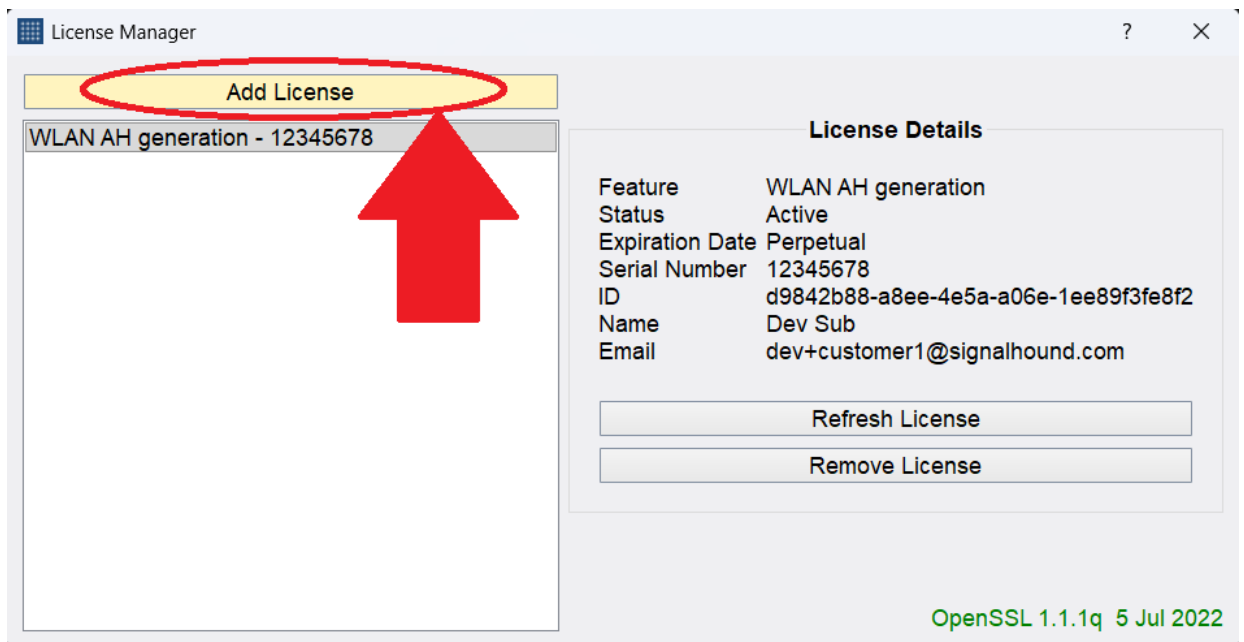 License Manager
?
Add License
WLAN AH generation - 12345678
License Details
Feature WLAN AH generation
Status Active
Expiration Date Perpetual
Serial Number 12345678
ID d9842b88-a8ee-4e5a-a06e-1ee89f3fe8f2
Name Dev Sub
Email dev+customer1@signalhound.com
Refresh License
Remove License
OpenSSL 1.1.1q 5 Jul 2022